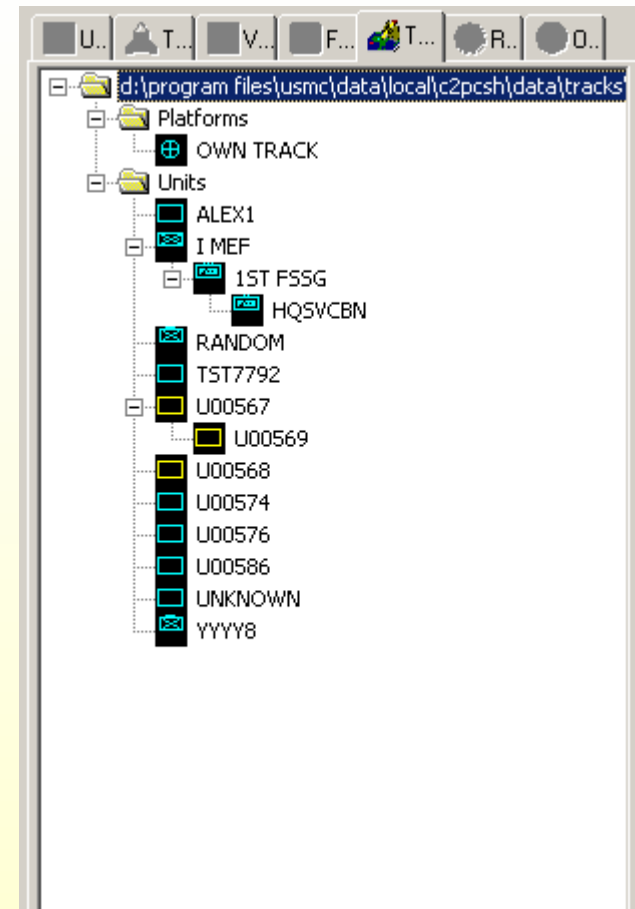 U.. T... V... F... T... R.. O..
d:\program files\usmc\data\local\c2pcsh\data\tracks
Platforms
OWN TRACK
Units
ALEX1
I MEF
1ST FSSG
HQSVCBN
RANDOM
TST7792
U00567
U00569
U00568
U00574
U00576
U00586
UNKNOWN
YYYY8